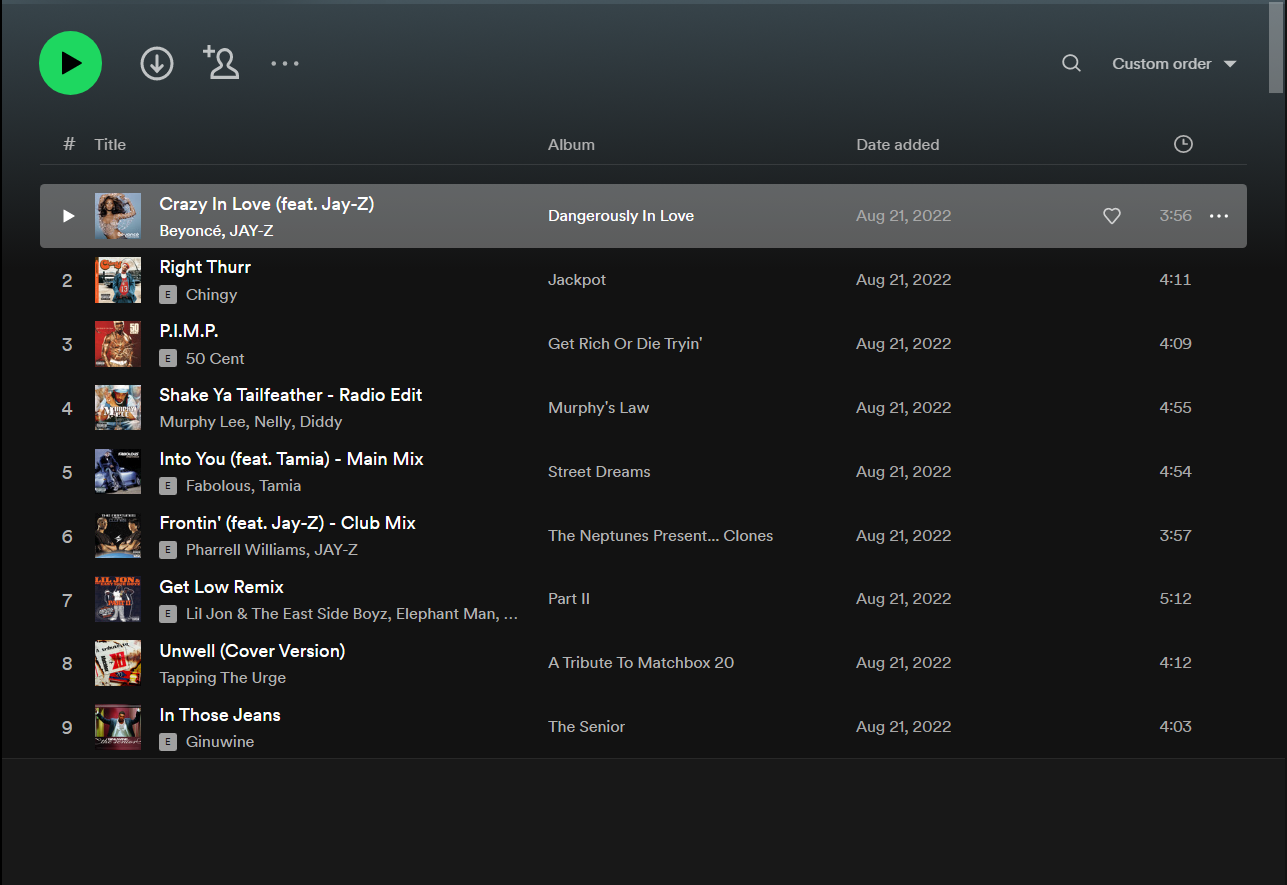 Custom order
# Title Album Date added
Crazy In Love (feat. Jay-Z)
Beyoncé, JAY-Z
Dangerously In Love
Aug 21, 2022
3:56
2
Right Thurr
E Chingy
Jackpot
Aug 21, 2022
4:11
3
P.I.M.P.
E 50 Cent
Get Rich Or Die Tryin'
Aug 21, 2022
4:09
4
Shake Ya Tailfeather - Radio Edit
Murphy Lee, Nelly, Diddy
Murphy's Law
Aug 21, 2022
4:55
5
Into You (feat. Tamia) - Main Mix
E Fabolous, Tamia
Street Dreams
Aug 21, 2022
4:54
6
Frontin' (feat. Jay-Z) - Club Mix
E Pharrell Williams, JAY-Z
The Neptunes Present... Clones
Aug 21, 2022
3:57
7
Get Low Remix
E Lil Jon & The East Side Boyz, Elephant Man, ...
Part II
Aug 21, 2022
5:12
8
Unwell (Cover Version)
Tapping The Urge
A Tribute To Matchbox 20
Aug 21, 2022
4:12
9
In Those Jeans
E Ginuwine
The Senior
Aug 21, 2022
4:03